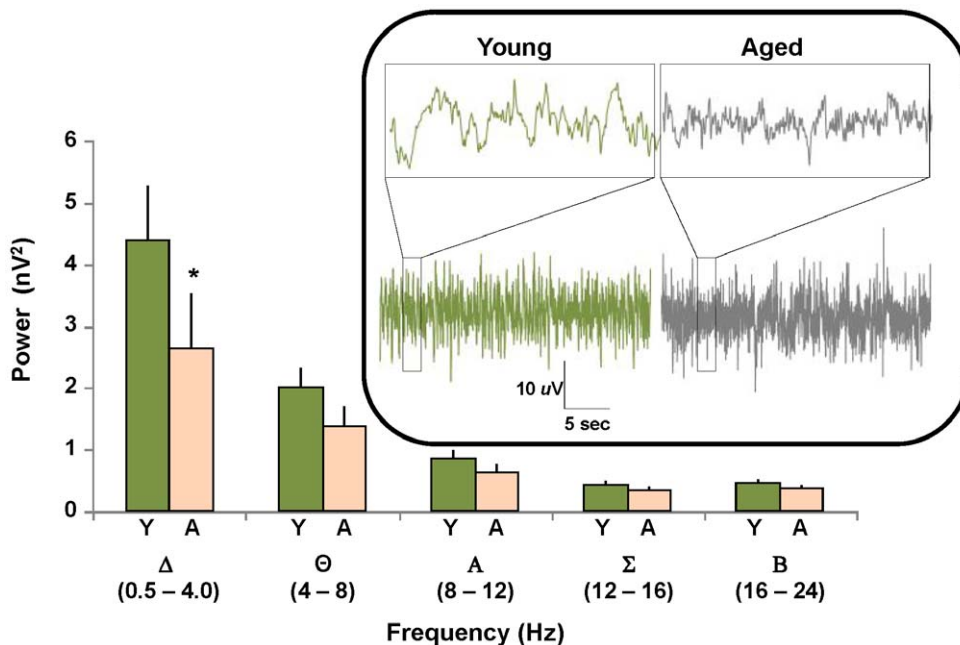 Young Aged
6
5
4
3
2
1
0
Power (nV²)
*
10 uV
5 sec
Y A Y A Y A Y A Y A
Δ Θ Α Σ Β
(0.5 – 4.0) (4 – 8) (8 – 12) (12 – 16) (16 – 24)
Frequency (Hz)